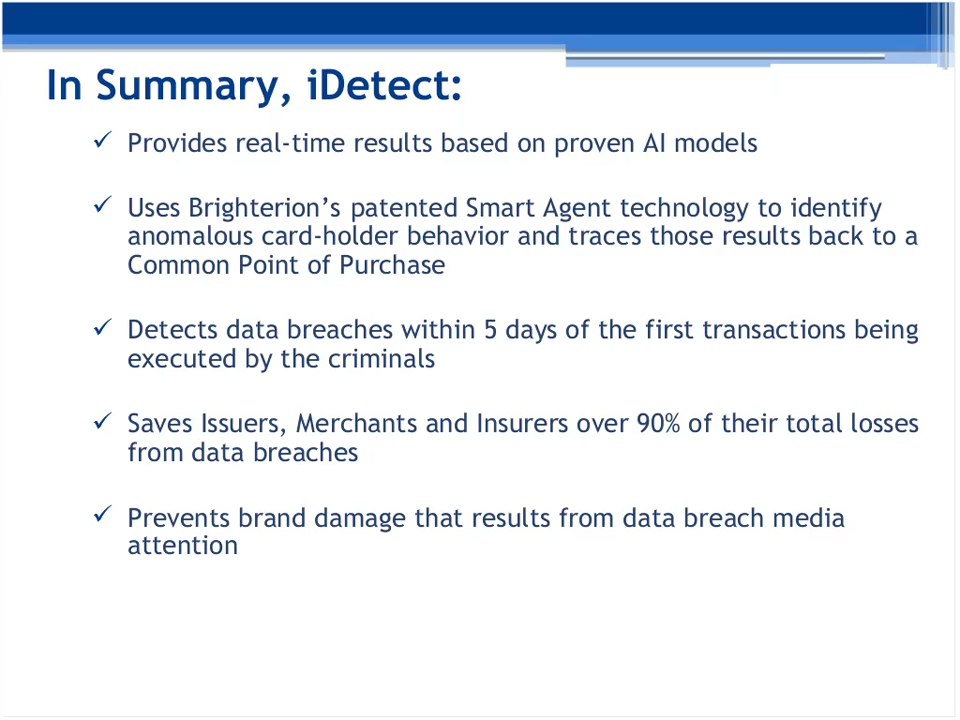 In Summary, iDetect:
✓ Provides real-time results based on proven AI models
✓ Uses Brighterion’s patented Smart Agent technology to identify
anomalous card-holder behavior and traces those results back to a
Common Point of Purchase
✓ Detects data breaches within 5 days of the first transactions being
executed by the criminals
✓ Saves Issuers, Merchants and Insurers over 90% of their total losses
from data breaches
✓ Prevents brand damage that results from data breach media
attention